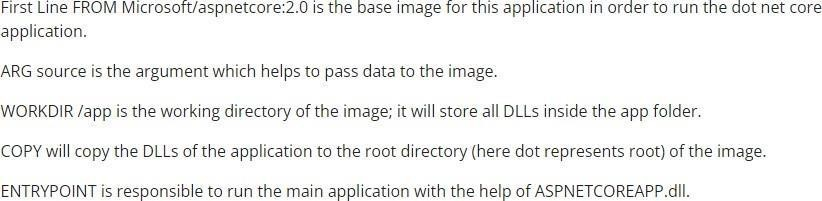 First Line FROM Microsoft/aspnetcore:2.0 is the base image for this application in order to run the dot net core
application.
ARG source is the argument which helps to pass data to the image.
WORKDIR /app is the working directory of the image; it will store all DLLs inside the app folder.
COPY will copy the DLLs of the application to the root directory (here dot represents root) of the image.
ENTRYPOINT is responsible to run the main application with the help of ASPNETCOREAPP.dll.